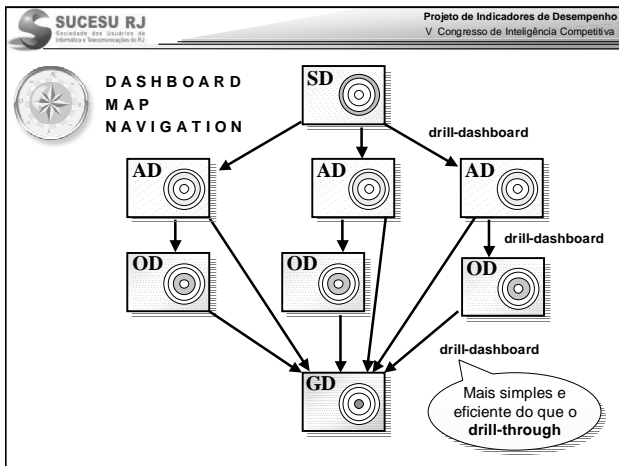 SUCESU RJ
Sociedade dos Usuários de
Informática e Telecomunicações do RJ
Projeto de Indicadores de Desempenho
V Congresso de Inteligência Competitiva
DASHBOARD
MAP
NAVIGATION
SD
drill-dashboard
AD
AD
AD
drill-dashboard
OD
OD
OD
drill-dashboard
GD
Mais simples e
eficiente do que o
drill-through